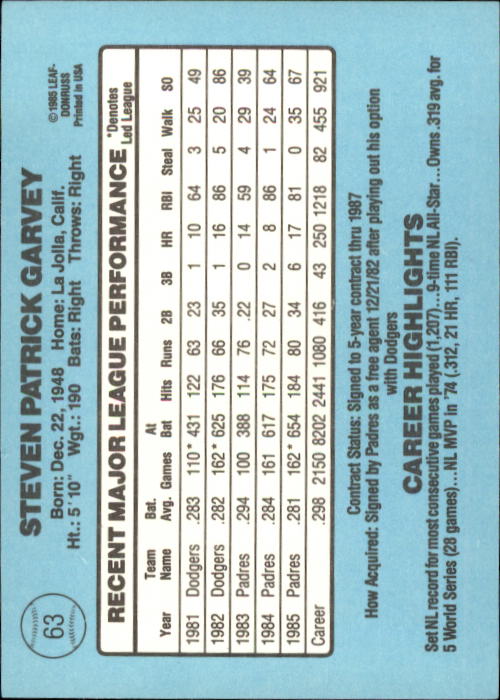 63
STEVEN PATRICK GARVEY
Born: Dec. 22, 1948 Home: La Jolla, Calif.
Ht.: 5'10" Wgt.: 190 Bats: Right Throws: Right
© 1985 LEAF-
DONRUSS
Printed in USA
RECENT MAJOR LEAGUE PERFORMANCE *Denotes
Led League
Year Team Name Bat. Avg. Games At Bat Hits Runs 2B 3B HR RBI Steal Walk SO
1981 Dodgers .283 110* 431 122 63 23 1 10 64 3 25 49
1982 Dodgers .282 162* 625 176 66 35 1 16 86 5 20 86
1983 Padres .294 100 388 114 76 .22 0 14 59 4 29 39
1984 Padres .284 161 617 175 72 27 2 8 86 1 24 64
1985 Padres .281 162* 654 184 80 34 6 17 81 0 35 67
Career .298 2150 8202 2441 1080 416 43 250 1218 82 455 921
Contract Status: Signed to 5-year contract thru 1987
How Acquired: Signed by Padres as a free agent 12/21/82 after playing out his option
with Dodgers
CAREER HIGHLIGHTS
Set NL record for most consecutive games played (1,207)...9-time NL All-Star...Owns .319 avg. for
5 World Series (28 games)...NL MVP in '74 (.312, 21 HR, 111 RBI).